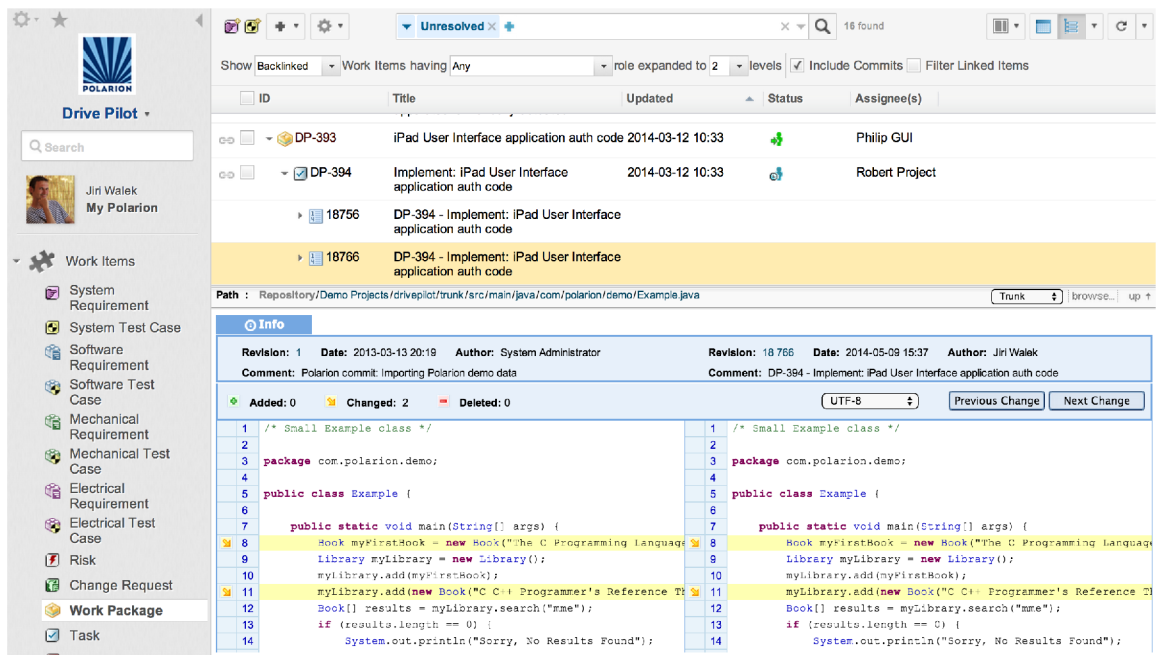 POLARION
Drive Pilot
Search
Jiri Walek
My Polarion
Work Items
System
Requirement
System Test Case
Software
Requirement
Software Test
Case
Mechanical
Requirement
Mechanical Test
Case
Electrical
Requirement
Electrical Test
Case
Risk
Change Request
Work Package
Task
Unresolved
16 found
Show Backlinked Work Items having Any role expanded to 2 levels Include Commits Filter Linked Items
ID Title Updated Status Assignee(s)
DP-393 iPad User Interface application auth code 2014-03-12 10:33 Philip GUI
DP-394 Implement: iPad User Interface 2014-03-12 10:33 Robert Project
application auth code
18756 DP-394 - Implement: iPad User Interface
application auth code
18766 DP-394 - Implement: iPad User Interface
application auth code
Path : Repository/Demo Projects/drivepilot/trunk/src/main/java/com/polarion/demo/Example.java Trunk browse... up ↑
Info
Revision: 1 Date: 2013-03-13 20:19 Author: System Administrator
Comment: Polarion commit: Importing Polarion demo data
Revision: 18 766 Date: 2014-05-09 15:37 Author: Jiri Walek
Comment: DP-394 - Implement: iPad User Interface application auth code
Added: 0 Changed: 2 Deleted: 0 UTF-8 Previous Change Next Change
1 /* Small Example class */
2
3 package com.polarion.demo;
4
5 public class Example {
6
7 public static void main(String[] args) {
8 Book myFirstBook = new Book("The C Programming Language
9 Library myLibrary = new Library();
10 myLibrary.add(myFirstBook);
11 myLibrary.add(new Book("C C++ Programmer's Reference Th
12 Book[] results = myLibrary.search("mme");
13 if (results.length == 0) {
14 System.out.println("Sorry, No Results Found");
1 /* Small Example class */
2
3 package com.polarion.demo;
4
5 public class Example {
6
7 public static void main(String[] args) {
8 Book myFirstBook = new Book("The C Programming Language
9 Library myLibrary = new Library();
10 myLibrary.add(myFirstBook);
11 myLibrary.add(new Book("C C++ Programmer's Reference Th
12 Book[] results = myLibrary.search("mme");
13 if (results.length == 0) {
14 System.out.println("Sorry, No Results Found");